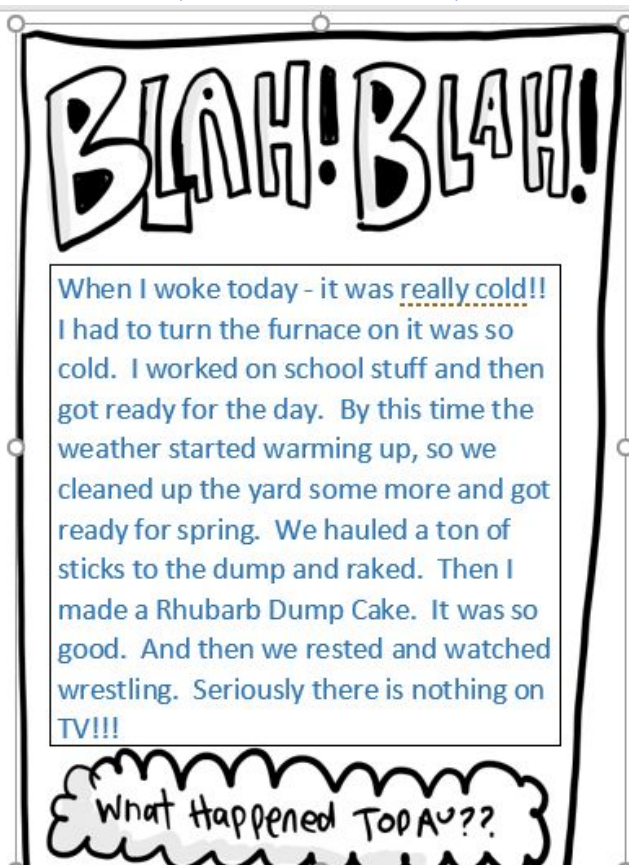 BLAH! BLAH!
When I woke today - it was really cold!!
I had to turn the furnace on it was so
cold.  I worked on school stuff and then
got ready for the day.  By this time the
weather started warming up, so we
cleaned up the yard some more and got
ready for spring.  We hauled a ton of
sticks to the dump and raked.  Then I
made a Rhubarb Dump Cake.  It was so
good.  And then we rested and watched
wrestling.  Seriously there is nothing on
TV!!!
What Happened TODAY??